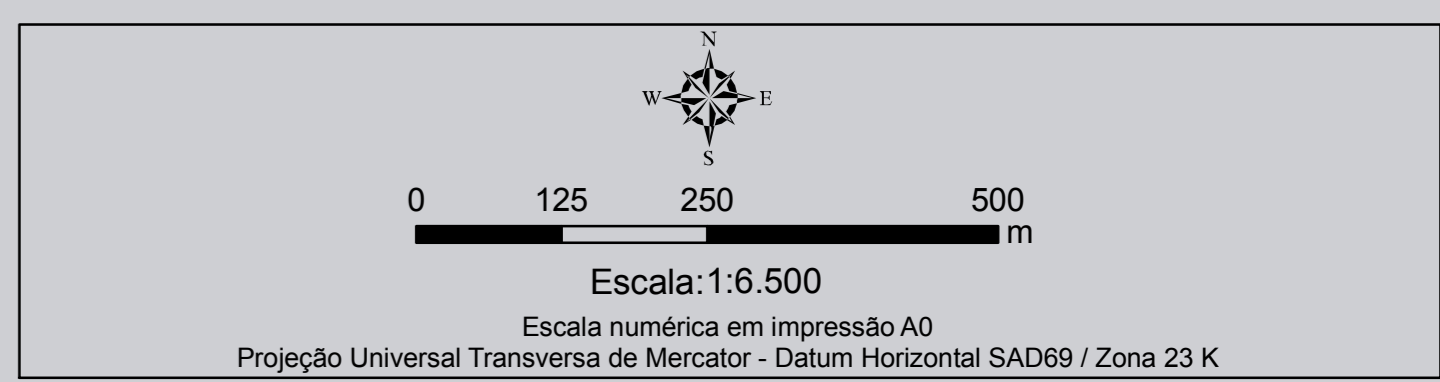 N
W E
S
0 125 250 500
m
Escala:1:6.500
Escala numérica em impressão A0
Projeção Universal Transversa de Mercator - Datum Horizontal SAD69 / Zona 23 K